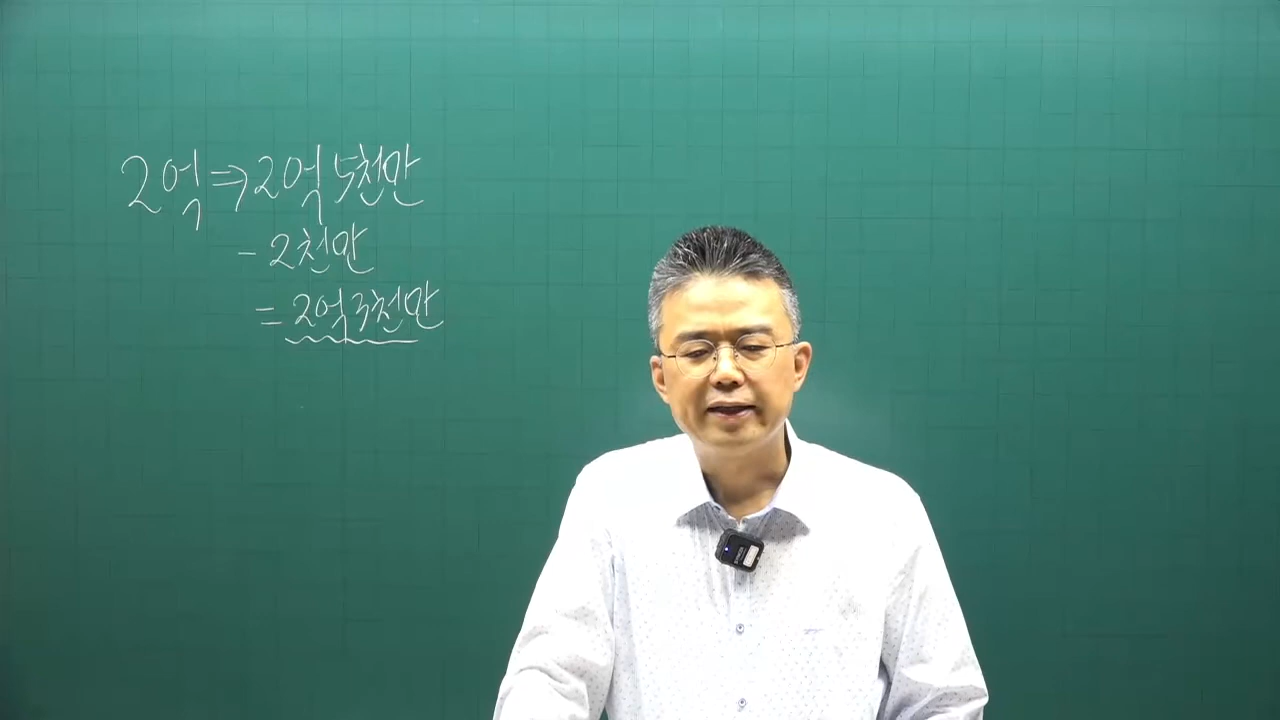 2억 ⇒ 2억 5천만
- 2천만
= 2억 3천만